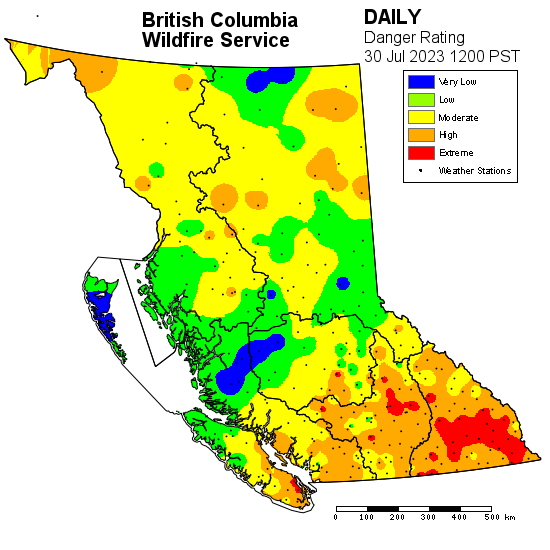 British Columbia
Wildfire Service
DAILY
Danger Rating
30 Jul 2023 1200 PST
Very Low
Low
Moderate
High
Extreme
Weather Stations
0 100 200 300 400 500 km